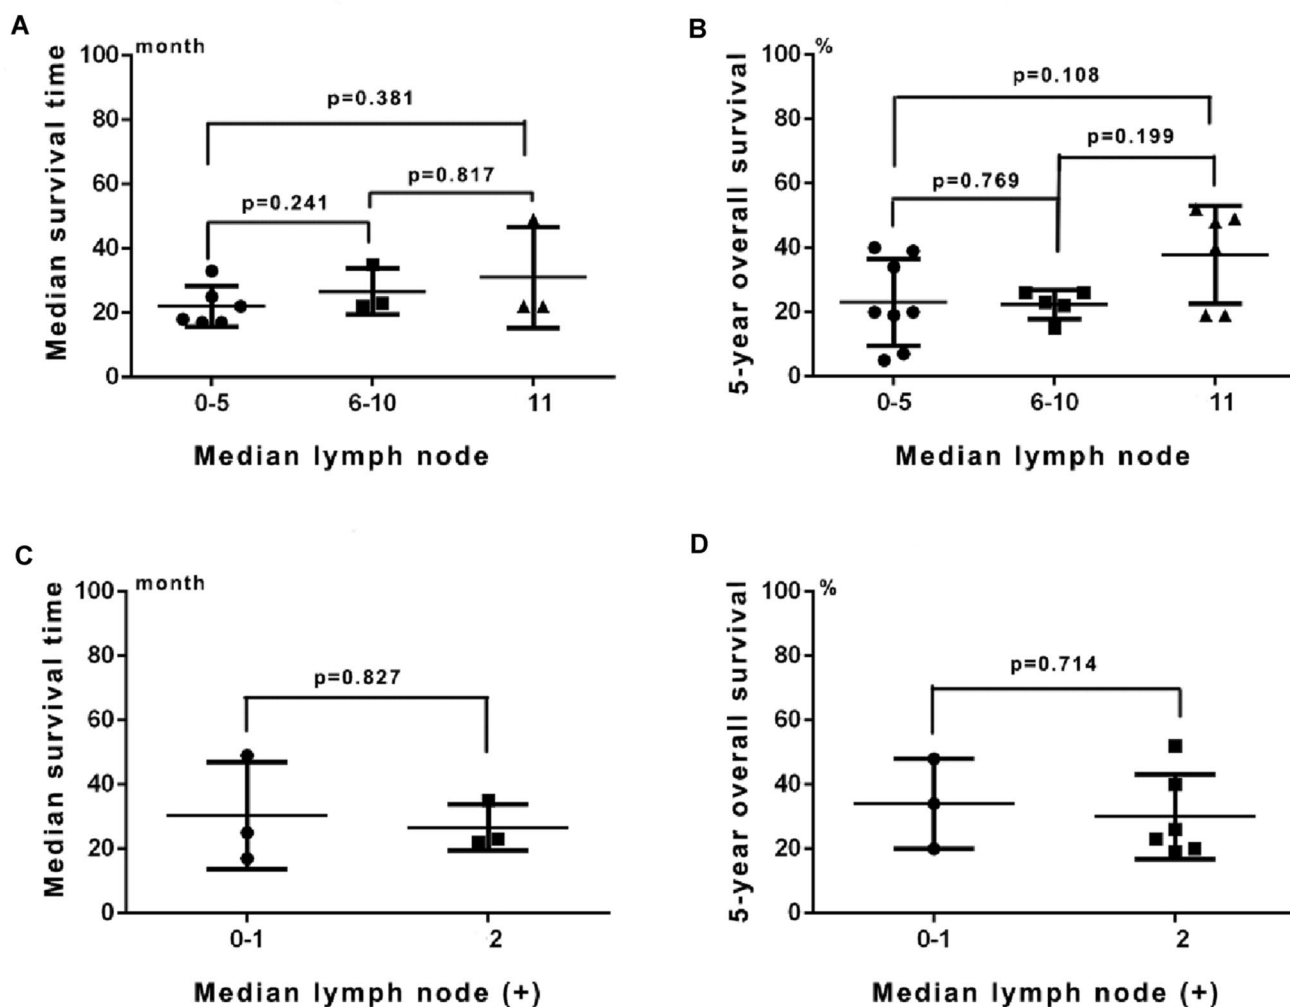 A
Median survival time
month
100
80
60
40
20
0
p=0.381
p=0.817
p=0.241
0-5
6-10
11
Median lymph node
B
5-year overall survival
%
100
80
60
40
20
0
p=0.108
p=0.199
p=0.769
0-5
6-10
11
Median lymph node
C
Median survival time
month
100
80
60
40
20
0
p=0.827
0-1
2
Median lymph node (+)
D
5-year overall survival
%
100
80
60
40
20
0
p=0.714
0-1
2
Median lymph node (+)